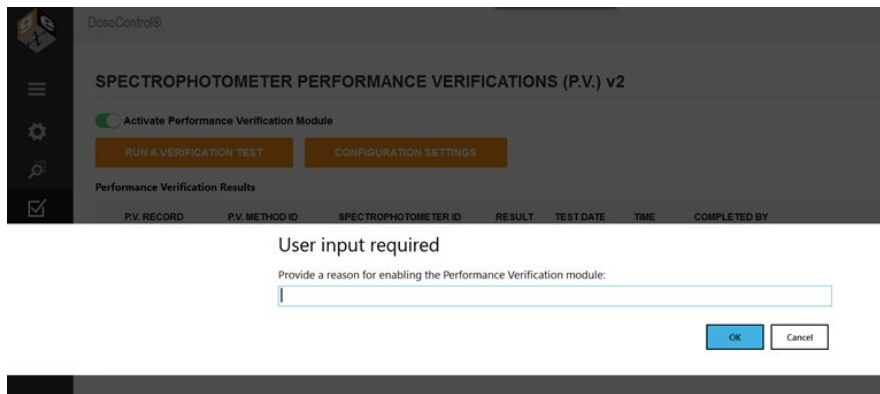 DoseControl®
SPECTROPHOTOMETER PERFORMANCE VERIFICATIONS (P.V.) v2
Activate Performance Verification Module
RUN A VERIFICATION TEST CONFIGURATION SETTINGS
Performance Verification Results
P.V. RECORD P.V. METHOD ID SPECTROPHOTOMETER ID RESULT TEST DATE TIME COMPLETED BY
User input required
Provide a reason for enabling the Performance Verification module:
OK Cancel